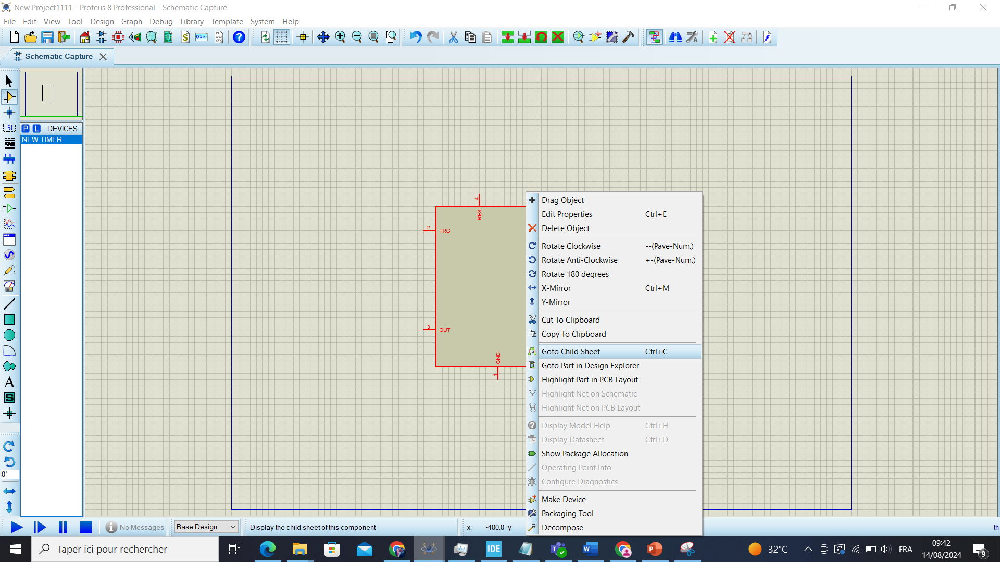 New Project1111 - Proteus 8 Professional - Schematic Capture
File Edit View Tool Design Graph Debug Library Template System Help
$ 0101 ?
Schematic Capture
P L DEVICES
NEW TIMER
LBL
A
S
0°
4
RES
2 TRG
3 OUT
GND
1
Drag Object
Edit Properties Ctrl+E
Delete Object
Rotate Clockwise --(Pave-Num.)
Rotate Anti-Clockwise +-(Pave-Num.)
Rotate 180 degrees
X-Mirror Ctrl+M
Y-Mirror
Cut To Clipboard
Copy To Clipboard
Goto Child Sheet Ctrl+C
Goto Part in Design Explorer
Highlight Part in PCB Layout
Highlight Net on Schematic
Highlight Net on PCB Layout
Display Model Help Ctrl+H
Display Datasheet Ctrl+D
Show Package Allocation
Operating Point Info
Configure Diagnostics
Make Device
Packaging Tool
Decompose
No Messages Base Design Display the child sheet of this component x: -400.0 y: th
Taper ici pour rechercher IDE T W P 32°C FRA 09:42
14/08/2024 9